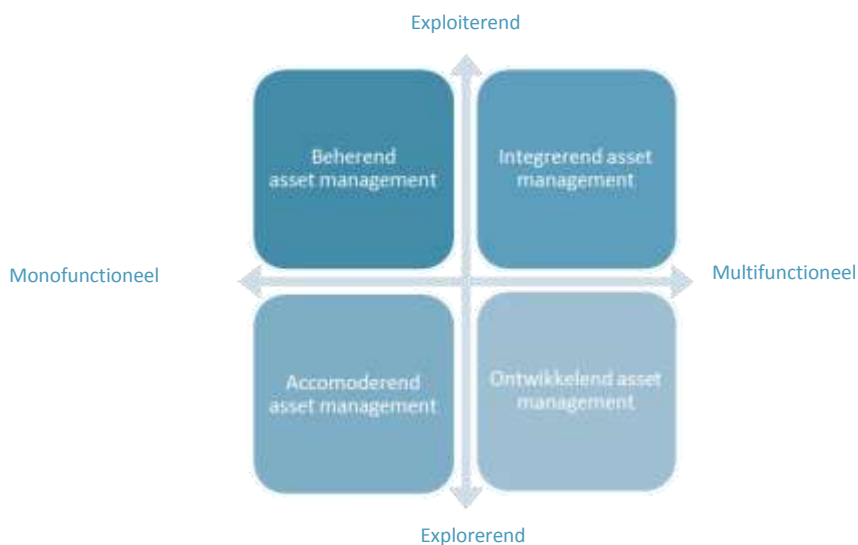 Exploiterend
Beherend
asset management
Integrerend asset
management
Monofunctioneel
Multifunctioneel
Accomoderend
asset management
Ontwikkelend asset
management
Explorerend